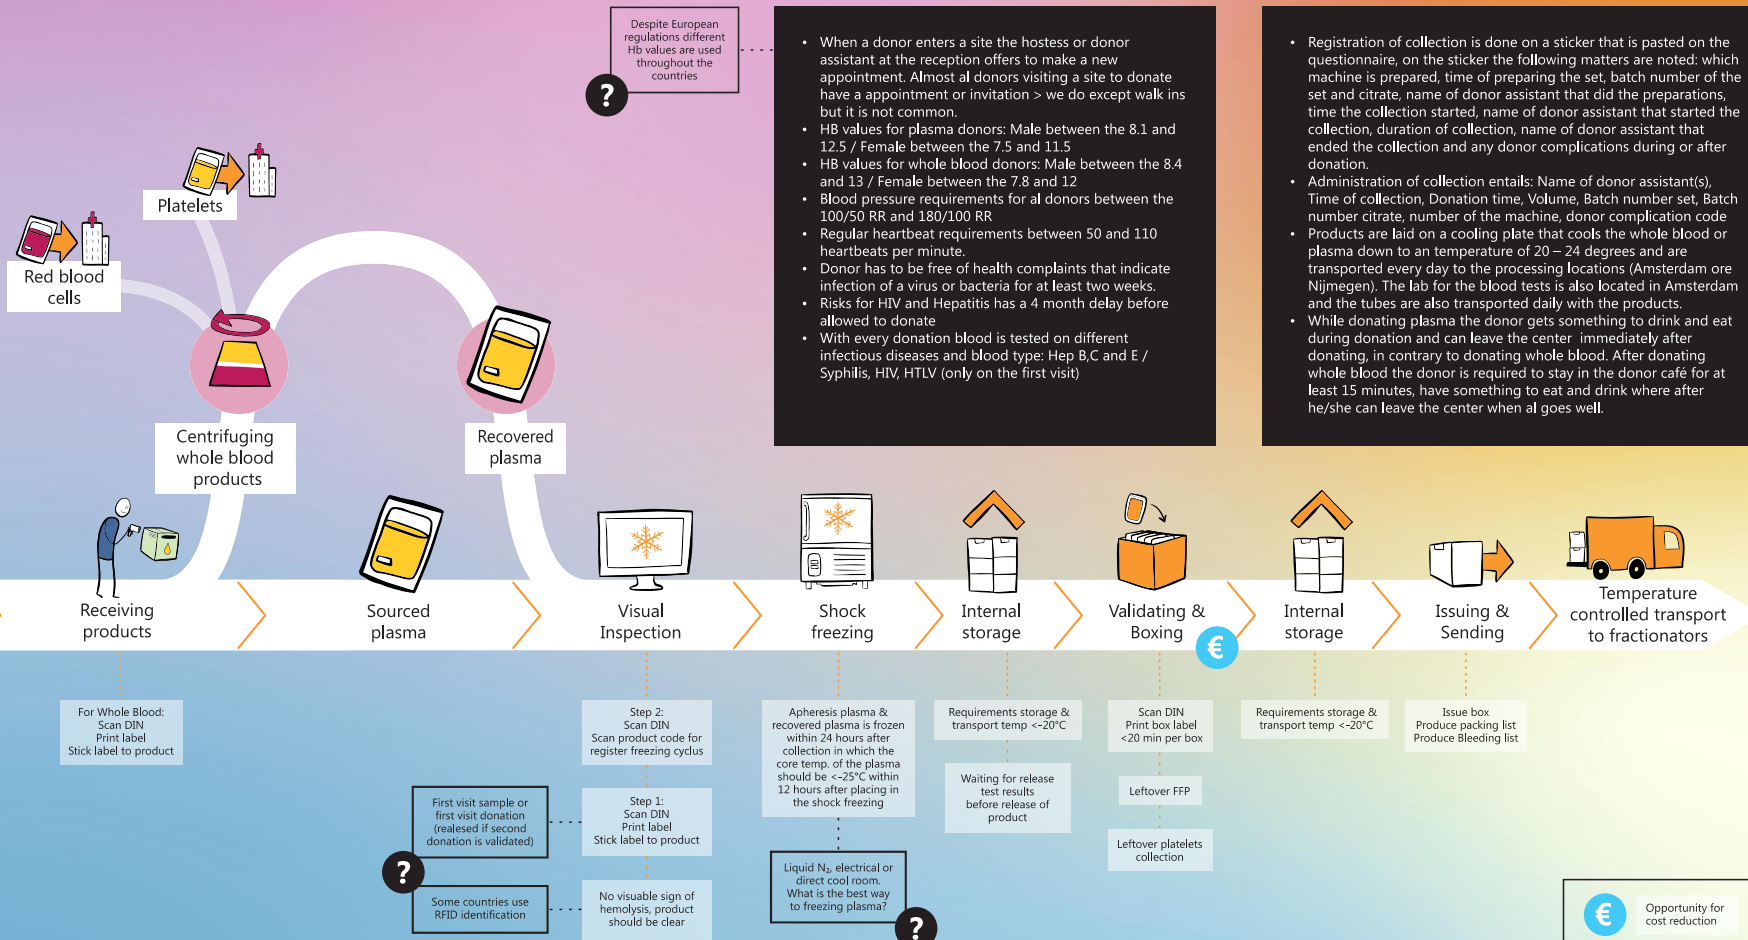 Despite European
regulations different
Hb values are used
throughout the
countries
?
• When a donor enters a site the hostess or donor
assistant at the reception offers to make a new
appointment. Almost al donors visiting a site to donate
have a appointment or invitation > we do except walk ins
but it is not common.
• HB values for plasma donors: Male between the 8.1 and
12.5 / Female between the 7.5 and 11.5
• HB values for whole blood donors: Male between the 8.4
and 13 / Female between the 7.8 and 12
• Blood pressure requirements for al donors between the
100/50 RR and 180/100 RR
• Regular heartbeat requirements between 50 and 110
heartbeats per minute.
• Donor has to be free of health complaints that indicate
infection of a virus or bacteria for at least two weeks.
• Risks for HIV and Hepatitis has a 4 month delay before
allowed to donate
• With every donation blood is tested on different
infectious diseases and blood type: Hep B,C and E /
Syphilis, HIV, HTLV (only on the first visit)
• Registration of collection is done on a sticker that is pasted on the
questionnaire, on the sticker the following matters are noted: which
machine is prepared, time of preparing the set, batch number of the
set and citrate, name of donor assistant that did the preparations,
time the collection started, name of donor assistant that started the
collection, duration of collection, name of donor assistant that
ended the collection and any donor complications during or after
donation.
• Administration of collection entails: Name of donor assistant(s),
Time of collection, Donation time, Volume, Batch number set, Batch
number citrate, number of the machine, donor complication code
• Products are laid on a cooling plate that cools the whole blood or
plasma down to an temperature of 20 – 24 degrees and are
transported every day to the processing locations (Amsterdam ore
Nijmegen). The lab for the blood tests is also located in Amsterdam
and the tubes are also transported daily with the products.
• While donating plasma the donor gets something to drink and eat
during donation and can leave the center immediately after
donating, in contrary to donating whole blood. After donating
whole blood the donor is required to stay in the donor café for at
least 15 minutes, have something to eat and drink where after
he/she can leave the center when al goes well.
Platelets
Red blood
cells
Centrifuging
whole blood
products
Recovered
plasma
Receiving
products
Sourced
plasma
Visual
Inspection
Shock
freezing
Internal
storage
Validating &
Boxing
€
Internal
storage
Issuing &
Sending
Temperature
controlled transport
to fractionators
For Whole Blood:
Scan DIN
Print label
Stick label to product
Step 2:
Scan DIN
Scan product code for
register freezing cyclus
Step 1:
Scan DIN
Print label
Stick label to product
No visuable sign of
hemolysis, product
should be clear
First visit sample or
first visit donation
(realesed if second
donation is validated)
?
Some countries use
RFID identification
Apheresis plasma &
recovered plasma is frozen
within 24 hours after
collection in which the
core temp. of the plasma
should be <-25°C within
12 hours after placing in
the shock freezing
Liquid N₂, electrical or
direct cool room.
What is the best way
to freezing plasma?
?
Requirements storage &
transport temp <-20°C
Waiting for release
test results
before release of
product
Scan DIN
Print box label
<20 min per box
Leftover FFP
Leftover platelets
collection
Requirements storage &
transport temp <-20°C
Issue box
Produce packing list
Produce Bleeding list
€
Opportunity for
cost reduction